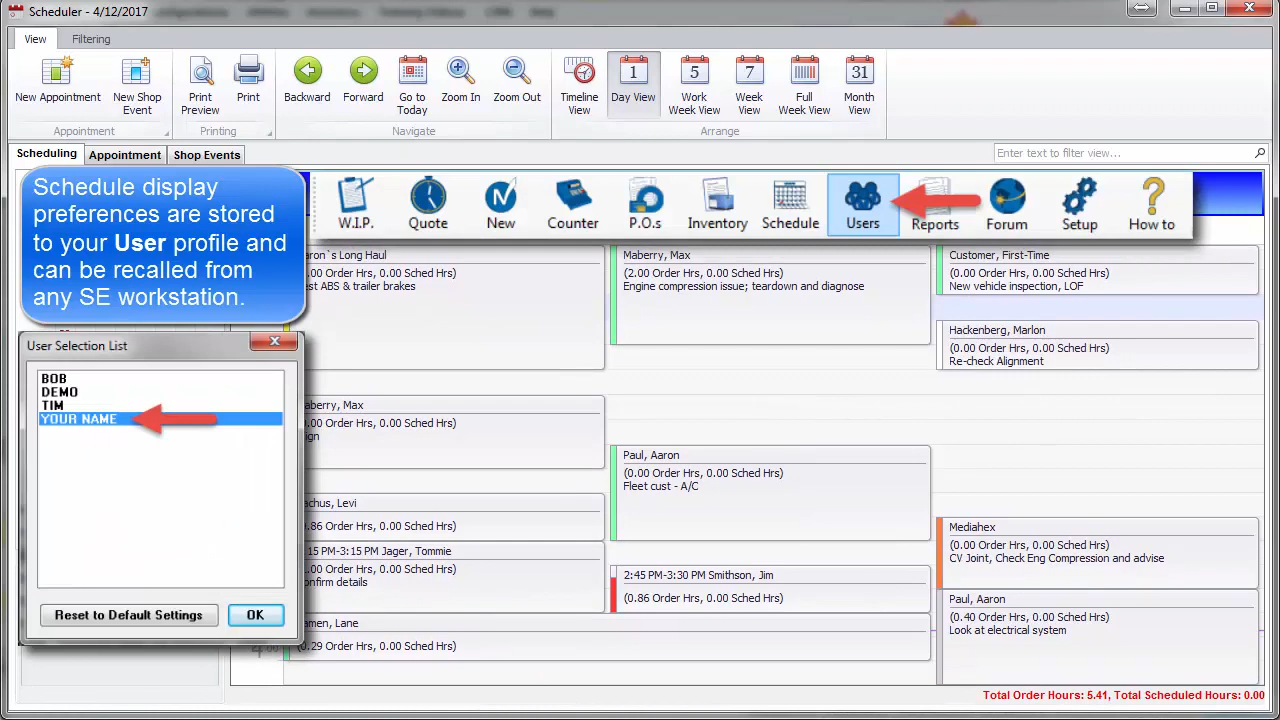 Scheduler - 4/12/2017
View Filtering
New Appointment
New Shop Event
Print Preview
Print
Backward
Forward
Go to Today
Zoom In
Zoom Out
Timeline View
1
Day View
5
Work Week View
7
Week View
Full Week View
31
Month View
Appointment
Printing
Navigate
Arrange
Scheduling Appointment Shop Events
Enter text to filter view...
Schedule display
preferences are stored
to your User profile and
can be recalled from
any SE workstation.
W.I.P.
Quote
New
Counter
P.O.s
Inventory
Schedule
Users
Reports
Forum
Setup
How to
Long Haul
.00 Order Hrs, 0.00 Sched Hrs)
ABS & trailer brakes
Maberry, Max
(2.00 Order Hrs, 0.00 Sched Hrs)
Engine compression issue; teardown and diagnose
Customer, First-Time
(0.00 Order Hrs, 0.00 Sched Hrs)
New vehicle inspection, LOF
Hackenberg, Marlon
(0.00 Order Hrs, 0.00 Sched Hrs)
Re-check Alignment
User Selection List
BOB
DEMO
TIM
YOUR NAME
Reset to Default Settings
OK
aberry, Max
.00 Order Hrs, 0.00 Sched Hrs)
ign
Paul, Aaron
(0.00 Order Hrs, 0.00 Sched Hrs)
Fleet cust - A/C
achus, Levi
0.86 Order Hrs, 0.00 Sched Hrs)
15 PM-3:15 PM Jager, Tommie
.00 Order Hrs, 0.00 Sched Hrs)
onfirm details
Mediahex
(0.00 Order Hrs, 0.00 Sched Hrs)
CV Joint, Check Eng Compression and advise
2:45 PM-3:30 PM Smithson, Jim
(0.86 Order Hrs, 0.00 Sched Hrs)
Paul, Aaron
(0.40 Order Hrs, 0.00 Sched Hrs)
Look at electrical system
amen, Lane
0.29 Order Hrs, 0.00 Sched Hrs)
4 00
Total Order Hours: 5.41, Total Scheduled Hours: 0.00